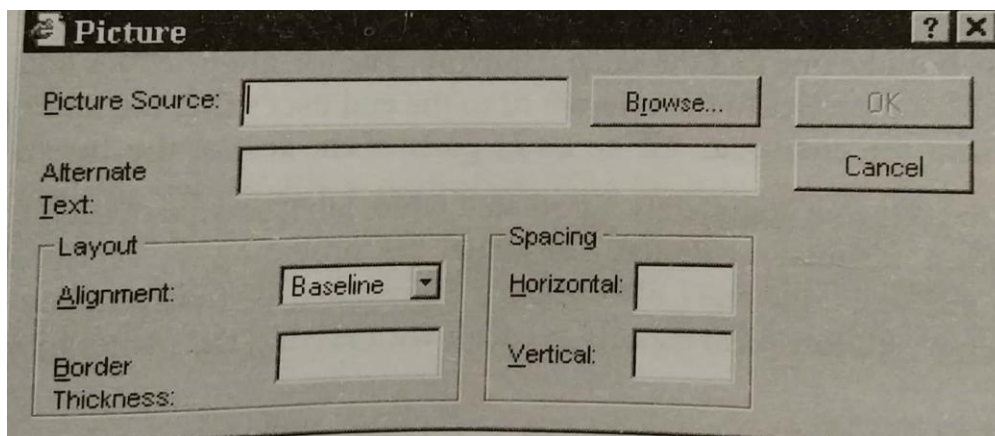 Picture ? X
Picture Source: Browse... OK
Alternate Text: Cancel
Layout Spacing
Alignment: Baseline Horizontal:
Border Thickness: Vertical: